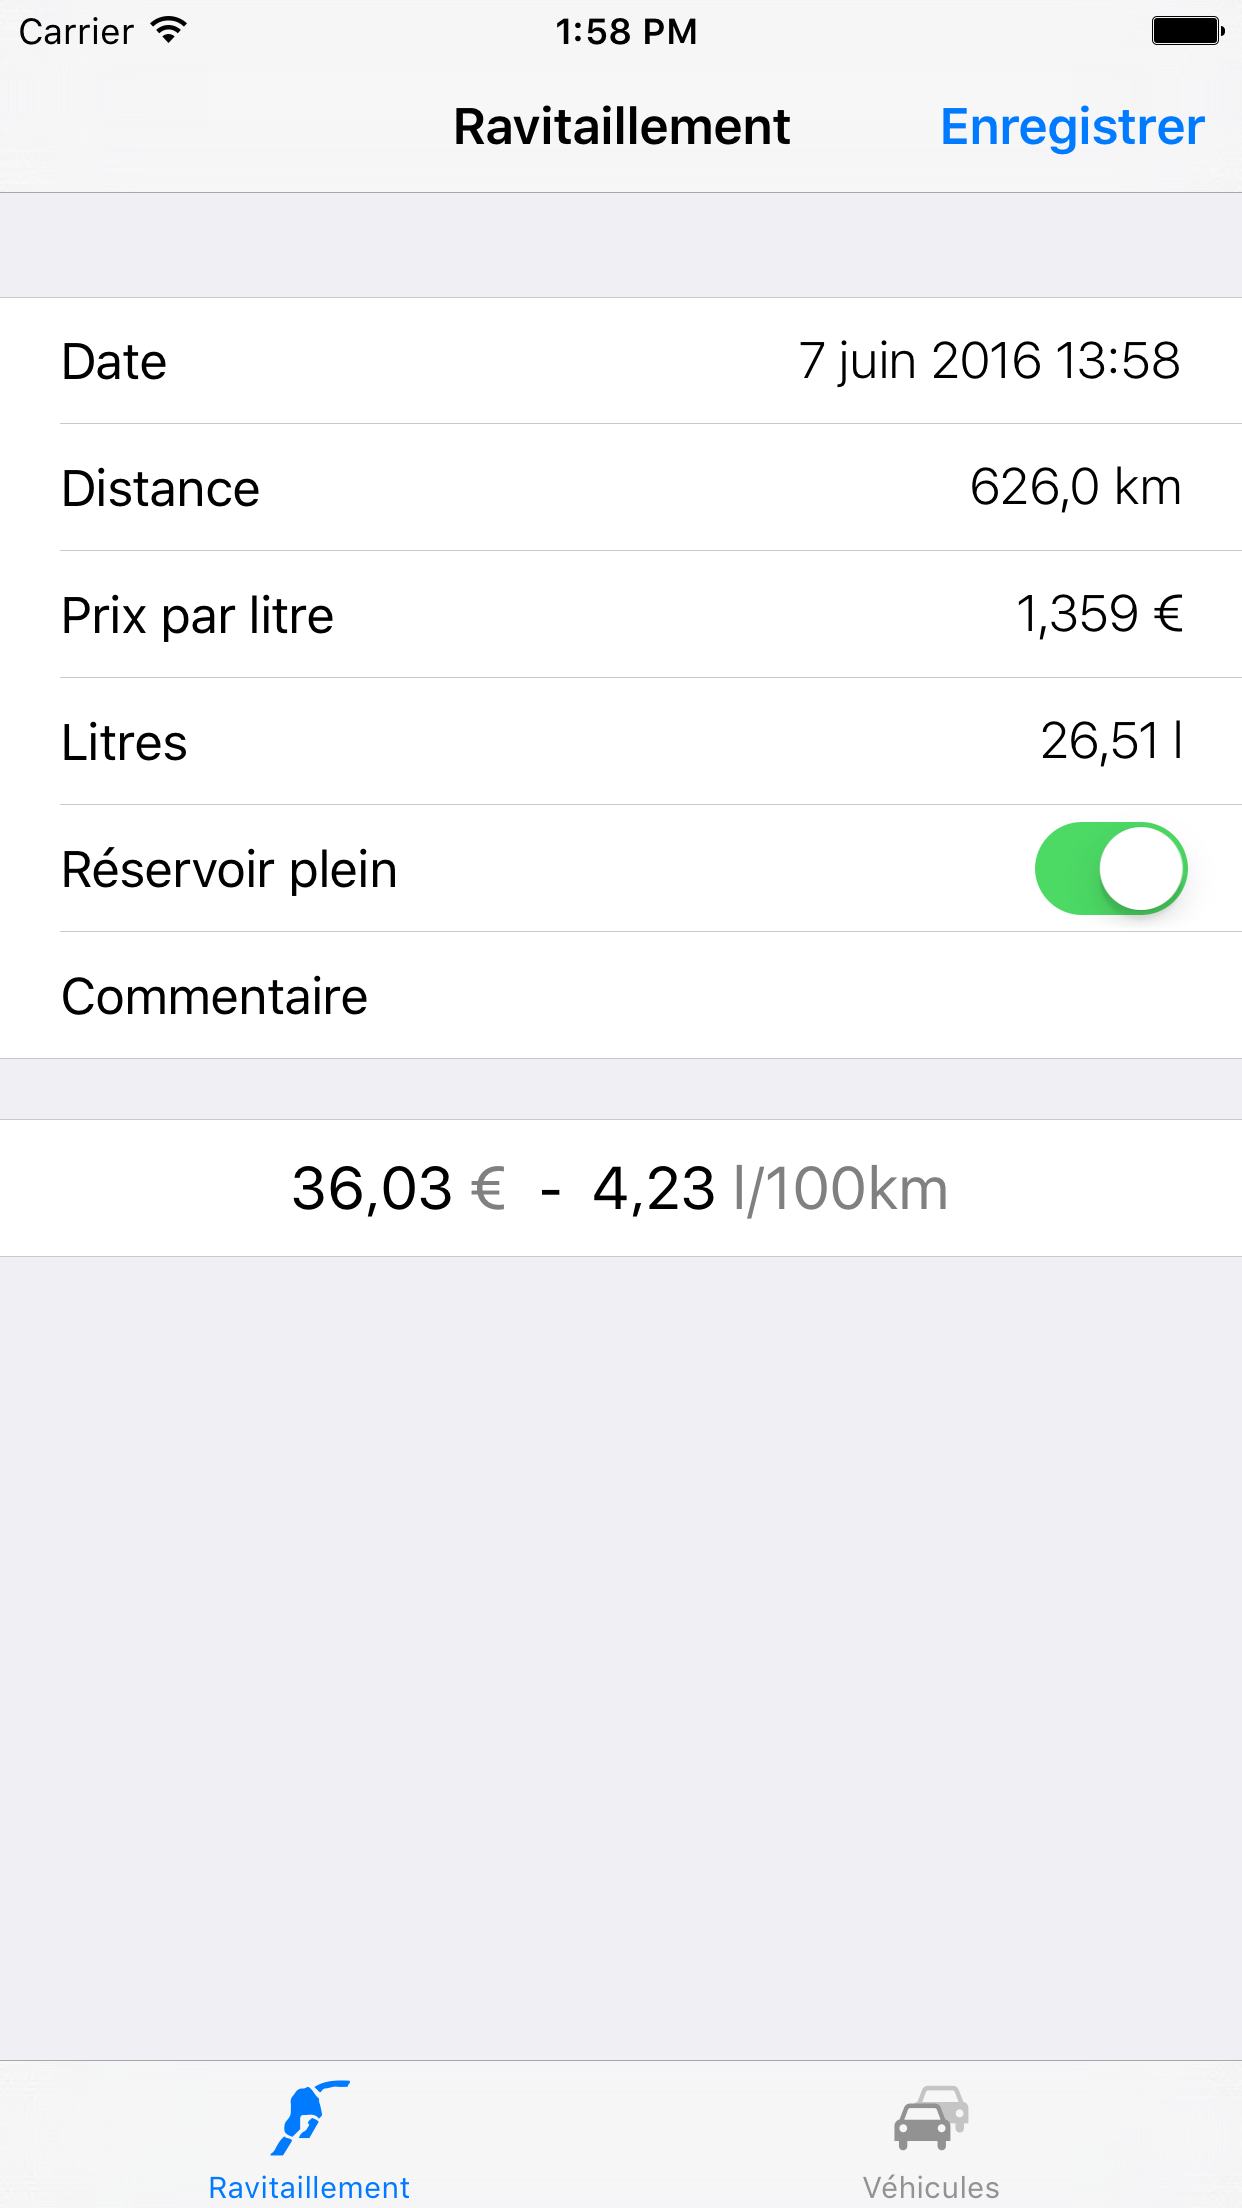 Carrier 1:58 PM
Ravitaillement Enregistrer
Date 7 juin 2016 13:58
Distance 626,0 km
Prix par litre 1,359 €
Litres 26,51 l
Réservoir plein
Commentaire
36,03 € - 4,23 l/100km
Ravitaillement Véhicules